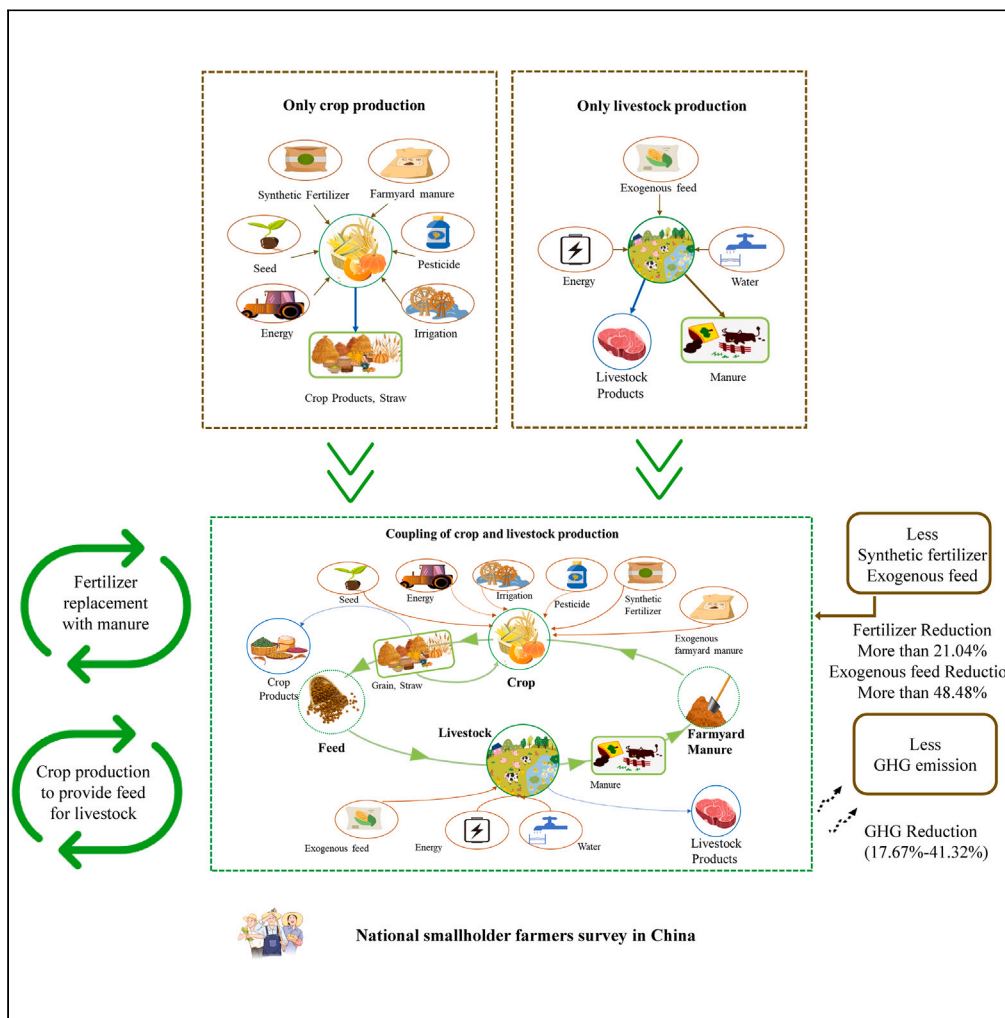 Only crop production
Synthetic Fertilizer
Farmyard manure
Seed
Pesticide
Energy
Irrigation
Crop Products, Straw
Only livestock production
Exogenous feed
Energy
Water
Livestock
Products
Manure
Fertilizer
replacement
with manure
Crop production
to provide feed
for livestock
Coupling of crop and livestock production
Seed
Energy
Irrigation
Pesticide
Synthetic
Fertilizer
Exogenous
farmyard manure
Crop
Products
Grain, Straw
Crop
Feed
Livestock
Farmyard
Manure
Manure
Exogenous feed
Energy
Water
Livestock
Products
Less
Synthetic fertilizer
Exogenous feed
Fertilizer Reduction
More than 21.04%
Exogenous feed Reductio
More than 48.48%
Less
GHG emission
GHG Reduction
(17.67%-41.32%)
National smallholder farmers survey in China